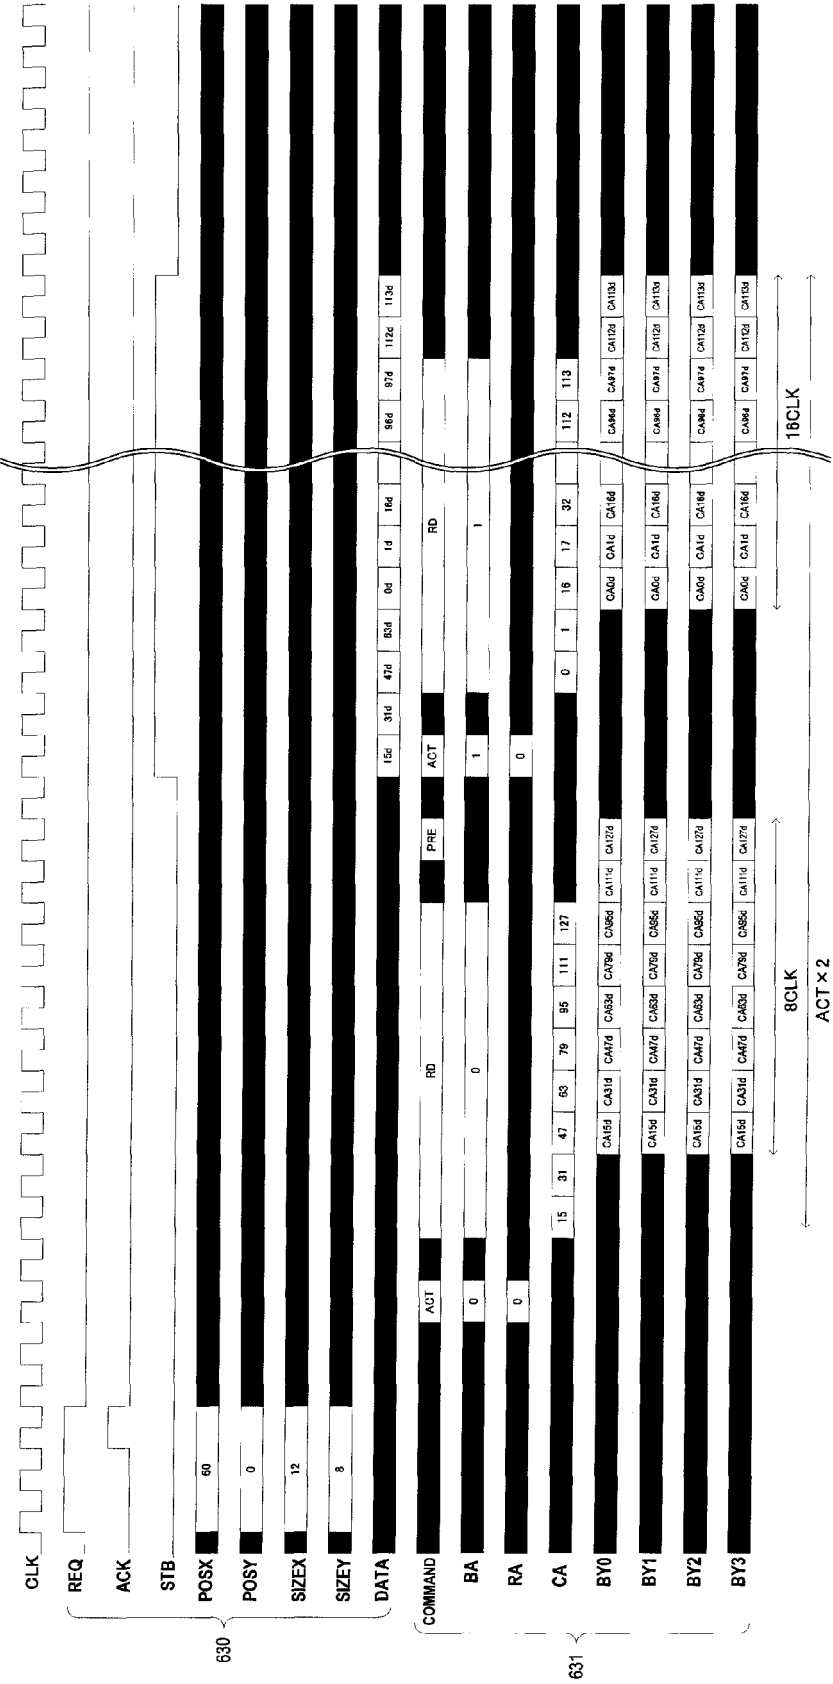 CLK
REQ
ACK
STB
POSX 60
POSY 0
SIZEX 12
SIZEY 8
DATA 15d 31d 47d 63d 0d 1d 16d 96d 97d 112d 113d
630
COMMAND ACT RD PRE ACT RD
BA 0 0 1 1
RA 0 0
CA 15 31 47 63 79 95 111 127 0 1 16 17 32 112 113
BY0 CA15d CA31d CA47d CA63d CA79d CA95d CA111d CA127d CA0d CA1d CA16d CA96d CA97d CA112d CA113d
BY1 CA15d CA31d CA47d CA63d CA79d CA95d CA111d CA127d CA0d CA1d CA16d CA96d CA97d CA112d CA113d
BY2 CA15d CA31d CA47d CA63d CA79d CA95d CA111d CA127d CA0d CA1d CA16d CA96d CA97d CA112d CA113d
BY3 CA15d CA31d CA47d CA63d CA79d CA95d CA111d CA127d CA0d CA1d CA16d CA96d CA97d CA112d CA113d
631
8CLK 16CLK
ACT×2